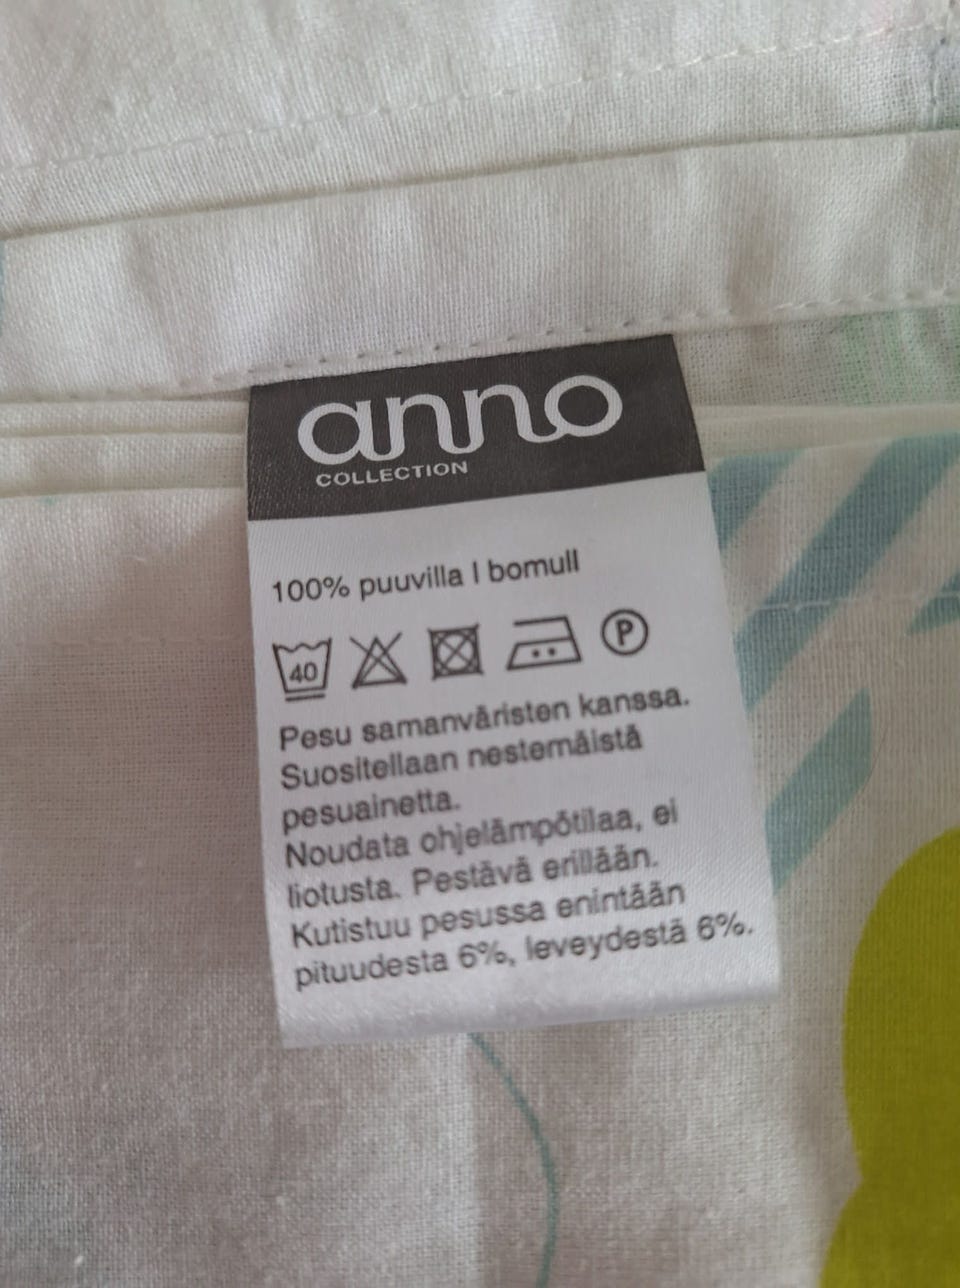 anno
COLLECTION
100% puuvilla I bomull
40 P
Pesu samanväristen kanssa.
Suositellaan nestemäistä
pesuainetta.
Noudata ohjelämpötilaa, ei
liotusta. Pestävä erillään.
Kutistuu pesussa enintään
pituudesta 6%, leveydestä 6%.